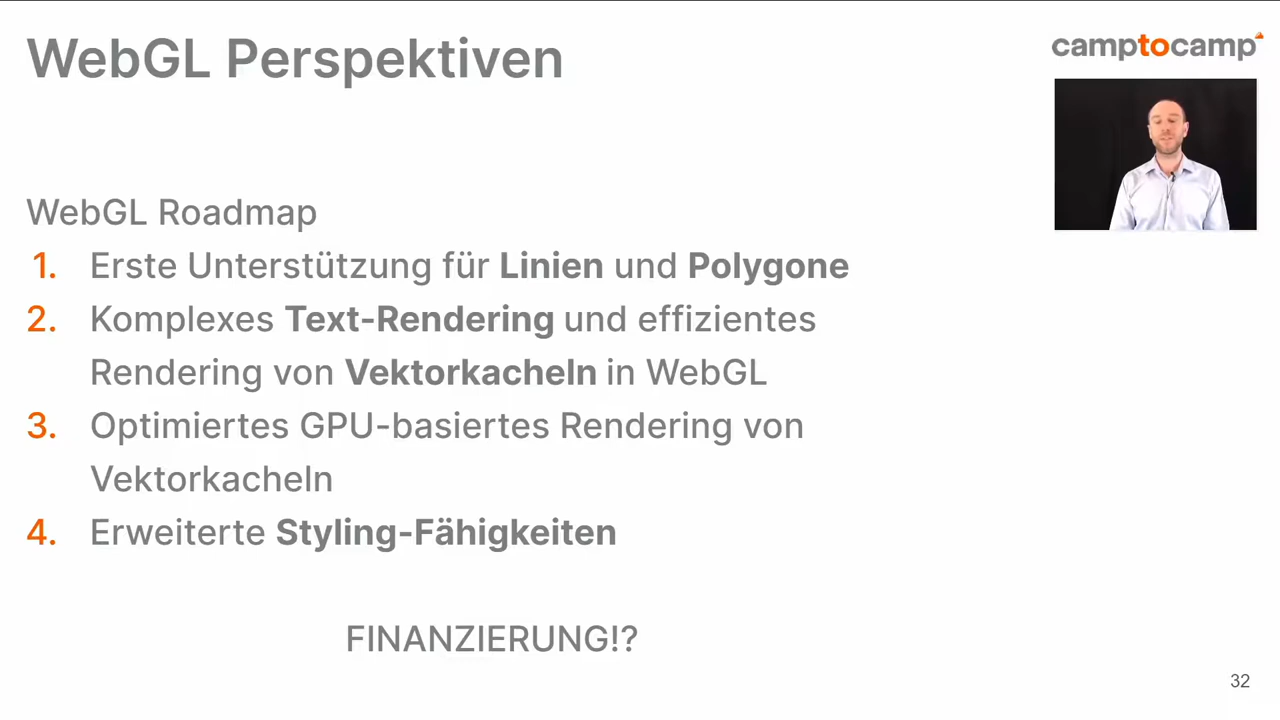 WebGL Perspektiven
camptocamp
WebGL Roadmap
1. Erste Unterstützung für Linien und Polygone
2. Komplexes Text-Rendering und effizientes
Rendering von Vektorkacheln in WebGL
3. Optimiertes GPU-basiertes Rendering von
Vektorkacheln
4. Erweiterte Styling-Fähigkeiten
FINANZIERUNG!?
32